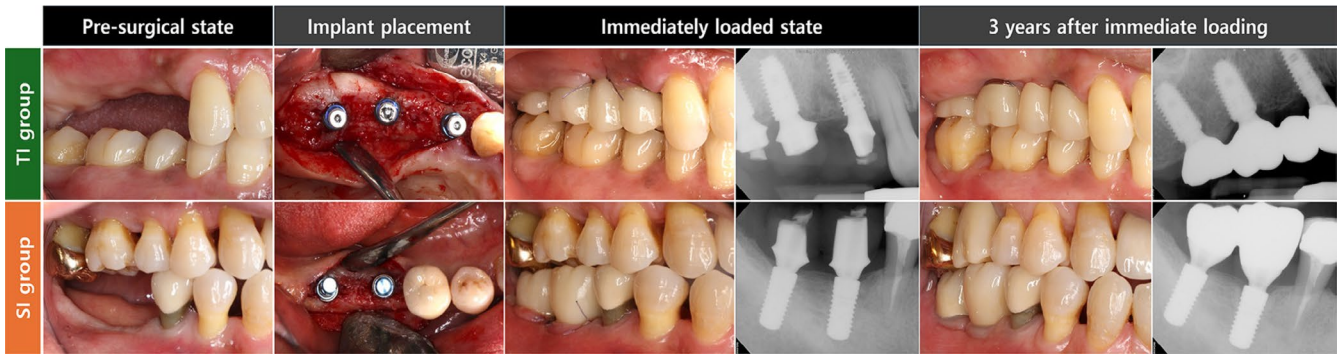 Pre-surgical state
Implant placement
Immediately loaded state
3 years after immediate loading
TI group
SI group